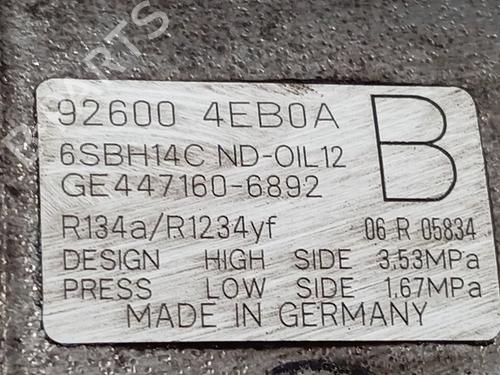 92600 4EB0A
B
6SBH14C ND-OIL12
GE447160-6892
R134a/R1234yf 06 R 05834
DESIGN HIGH SIDE 3.53MPa
PRESS LOW SIDE 1.67MPa
MADE IN GERMANY